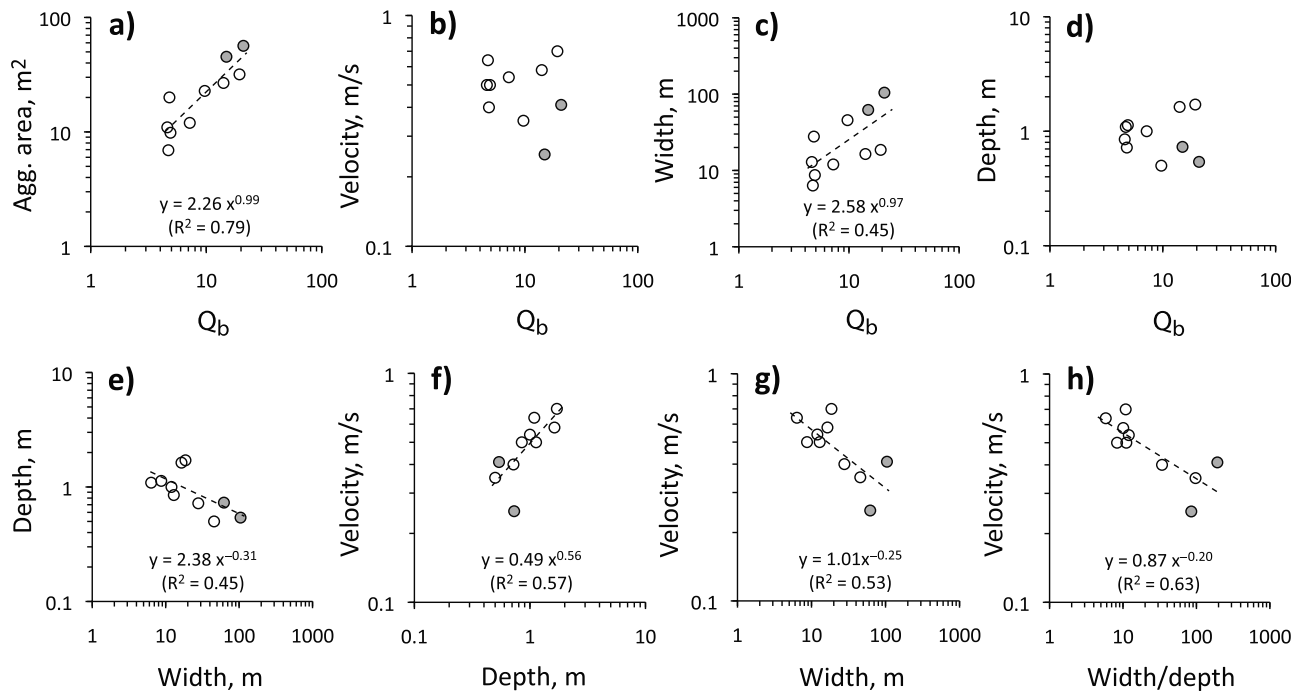 a)
Agg. area, m²
100
10
1
1
10
100
Q_b
y = 2.26 x^0.99
(R² = 0.79)
b)
Velocity, m/s
1
0.1
1
10
100
Q_b
c)
Width, m
1000
100
10
1
1
10
100
Q_b
y = 2.58 x^0.97
(R² = 0.45)
d)
Depth, m
10
1
0.1
1
10
100
Q_b
e)
Depth, m
10
1
0.1
1
10
100
1000
Width, m
y = 2.38 x^–0.31
(R² = 0.45)
f)
Velocity, m/s
1
0.1
0.1
1
10
Depth, m
y = 0.49 x^0.56
(R² = 0.57)
g)
Velocity, m/s
1
0.1
1
10
100
1000
Width, m
y = 1.01x^–0.25
(R² = 0.53)
h)
Velocity, m/s
1
0.1
1
10
100
1000
Width/depth
y = 0.87 x^–0.20
(R² = 0.63)